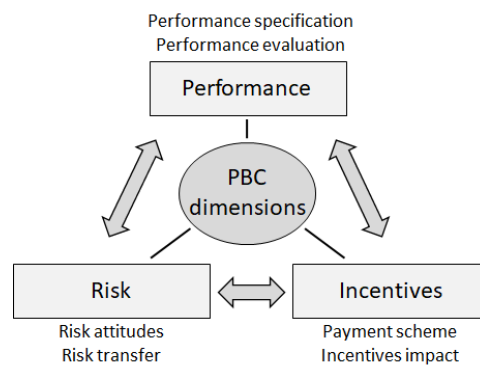 Performance specification
Performance evaluation
Performance
PBC
dimensions
Risk
Incentives
Risk attitudes
Risk transfer
Payment scheme
Incentives impact